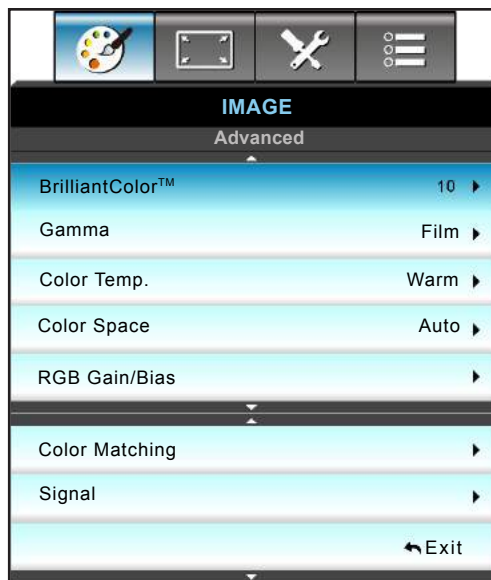 IMAGE
Advanced
BrilliantColor™ 10
Gamma Film
Color Temp. Warm
Color Space Auto
RGB Gain/Bias
Color Matching
Signal
Exit